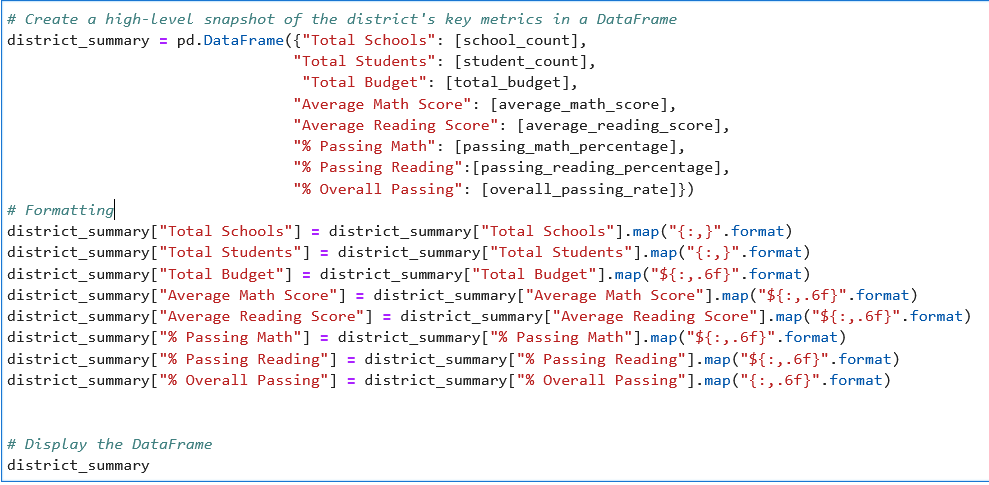 # Create a high-level snapshot of the district's key metrics in a DataFrame
district_summary = pd.DataFrame({"Total Schools": [school_count],
                                "Total Students": [student_count],
                                 "Total Budget": [total_budget],
                                "Average Math Score": [average_math_score],
                                "Average Reading Score": [average_reading_score],
                                "% Passing Math": [passing_math_percentage],
                                "% Passing Reading":[passing_reading_percentage],
                                "% Overall Passing": [overall_passing_rate]})
# Formatting
district_summary["Total Schools"] = district_summary["Total Schools"].map("{:,}".format)
district_summary["Total Students"] = district_summary["Total Students"].map("{:,}".format)
district_summary["Total Budget"] = district_summary["Total Budget"].map("${:,.6f}".format)
district_summary["Average Math Score"] = district_summary["Average Math Score"].map("${:,.6f}".format)
district_summary["Average Reading Score"] = district_summary["Average Reading Score"].map("${:,.6f}".format)
district_summary["% Passing Math"] = district_summary["% Passing Math"].map("${:,.6f}".format)
district_summary["% Passing Reading"] = district_summary["% Passing Reading"].map("${:,.6f}".format)
district_summary["% Overall Passing"] = district_summary["% Overall Passing"].map("{:,.6f}".format)
# Display the DataFrame
district_summary